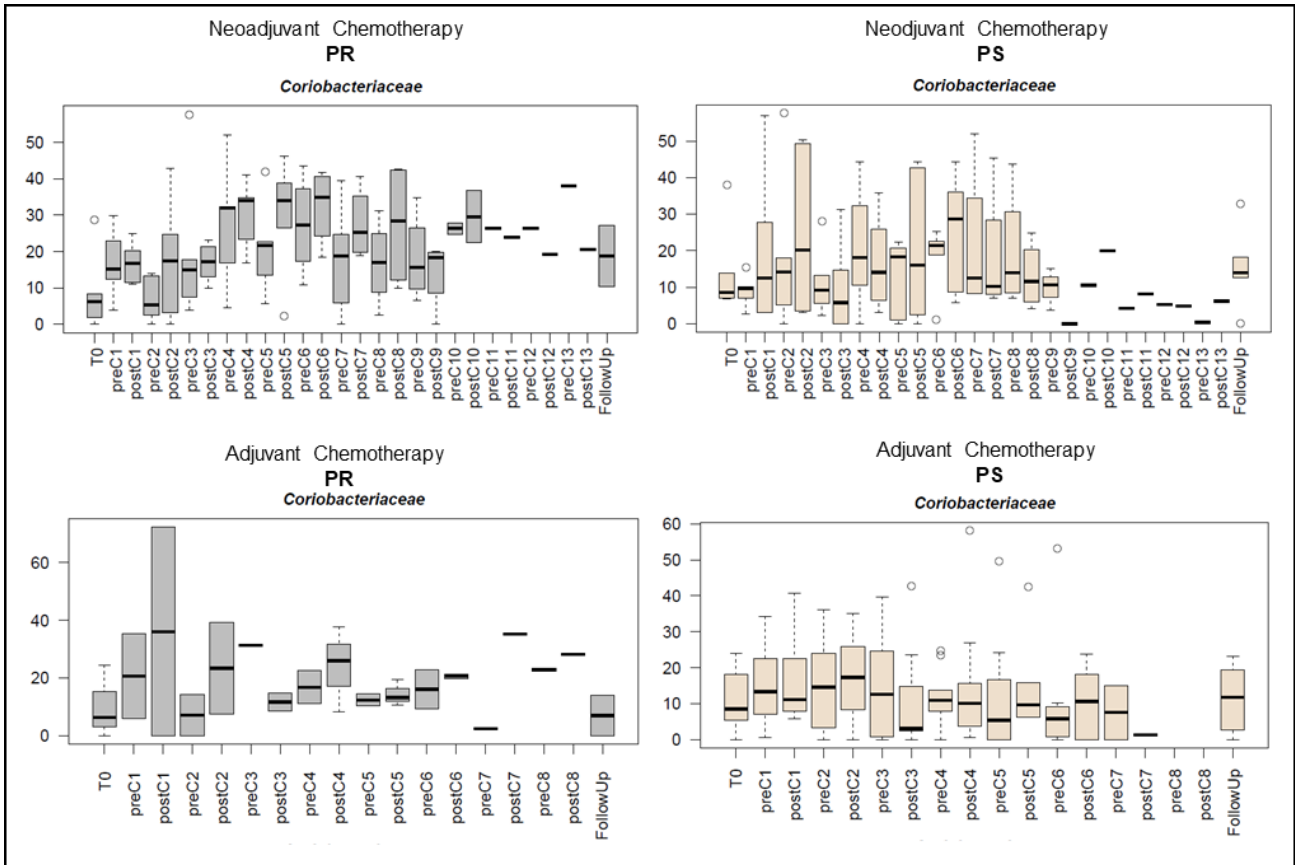 Neoadjuvant Chemotherapy
PR
Coriobacteriaceae
50
40
30
20
10
0
T0 preC1 postC1 preC2 postC2 preC3 postC3 preC4 postC4 preC5 postC5 preC6 postC6 preC7 postC7 preC8 postC8 preC9 postC9 preC10 postC10 preC11 postC11 preC12 postC12 preC13 postC13 FollowUp
Neodjuvant Chemotherapy
PS
Coriobacteriaceae
50
40
30
20
10
0
T0 preC1 postC1 preC2 postC2 preC3 postC3 preC4 postC4 preC5 postC5 preC6 postC6 preC7 postC7 preC8 postC8 preC9 postC9 preC10 postC10 preC11 postC11 preC12 postC12 preC13 postC13 FollowUp
Adjuvant Chemotherapy
PR
Coriobacteriaceae
60
40
20
0
T0 preC1 postC1 preC2 postC2 preC3 postC3 preC4 postC4 preC5 postC5 preC6 postC6 preC7 postC7 preC8 postC8 FollowUp
Adjuvant Chemotherapy
PS
Coriobacteriaceae
60
50
40
30
20
10
0
T0 preC1 postC1 preC2 postC2 preC3 postC3 preC4 postC4 preC5 postC5 preC6 postC6 preC7 postC7 preC8 postC8 FollowUp